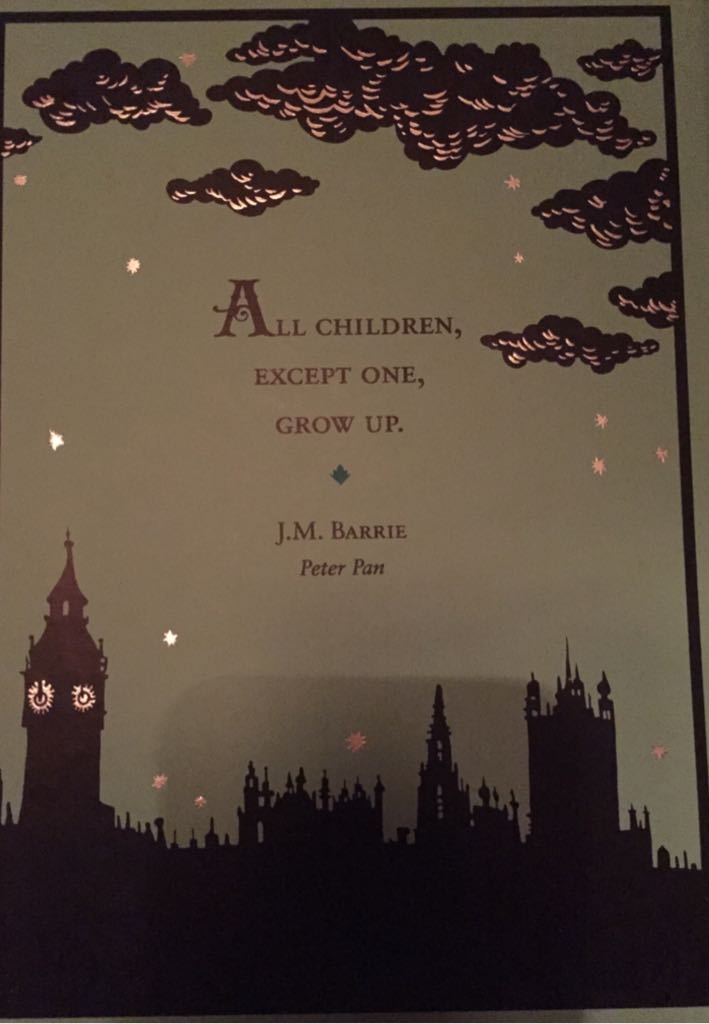 All children,
except one,
grow up.
J.M. Barrie
Peter Pan